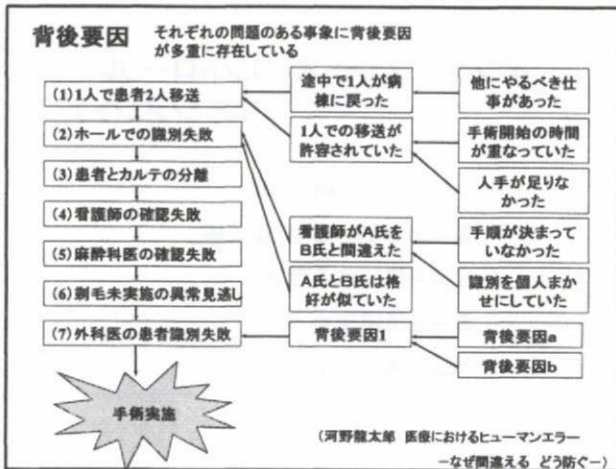 背後要因
それぞれの問題のある事象に背後要因
が多重に存在している
(1)1人で患者2人移送
(2)ホールでの識別失敗
(3)患者とカルテの分離
(4)看護師の確認失敗
(5)麻酔科医の確認失敗
(6)剃毛未実施の異常見逃し
(7)外科医の患者識別失敗
手術実施
途中で1人が病
棟に戻った
1人での移送が
許容されていた
看護師がA氏を
B氏と間違えた
A氏とB氏は格
好が似ていた
背後要因1
他にやるべき仕
事があった
手術開始の時間
が重なっていた
人手が足りな
かった
手順が決まって
いなかった
識別を個人まか
せにしていた
背後要因a
背後要因b
(河野龍太郎 医療におけるヒューマンエラー
−なぜ間違える どう防ぐ−)